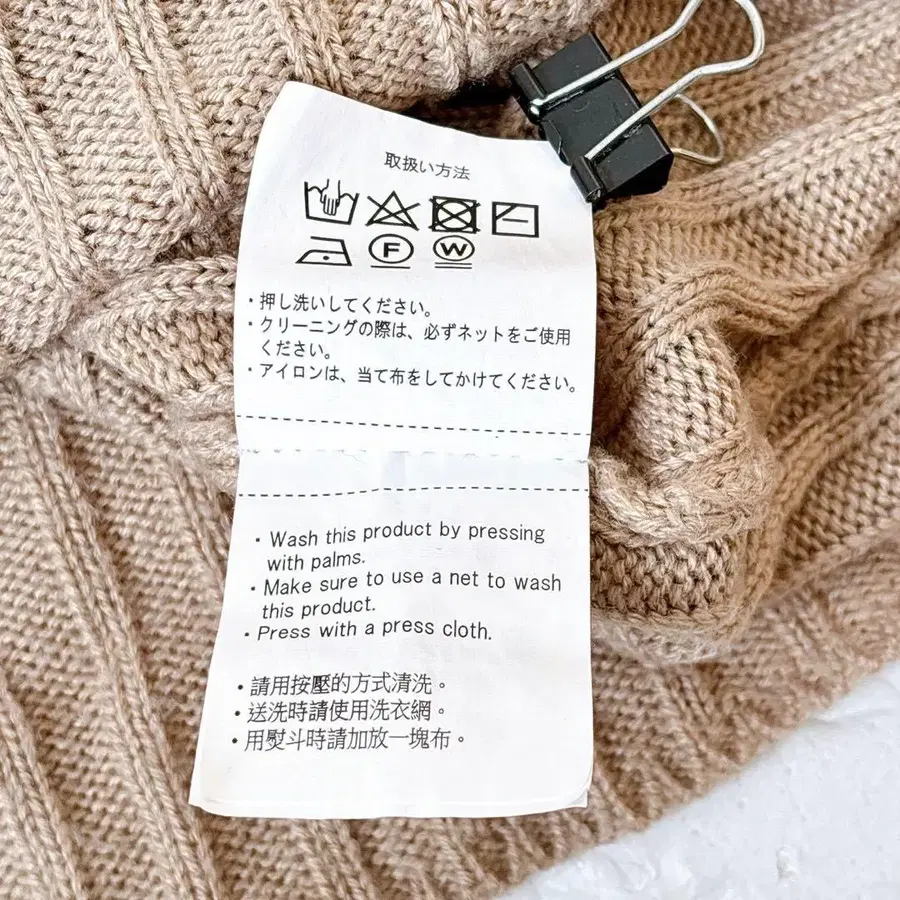 取扱い方法
F W
・押し洗いしてください。
・クリーニングの際は、必ずネットをご使用
ください。
・アイロンは、当て布をしてかけてください。
・Wash this product by pressing
with palms.
・Make sure to use a net to wash
this product.
・Press with a press cloth.
・請用按壓的方式清洗。
・送洗時請使用洗衣網。
・用熨斗時請加放一塊布。